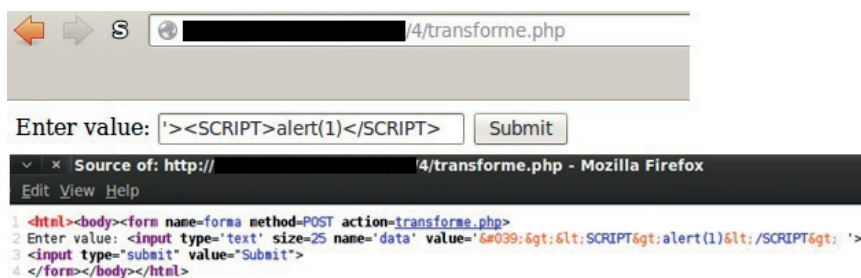 S /4/transforme.php
Enter value: '><SCRIPT>alert(1)</SCRIPT> Submit
Source of: http:// /4/transforme.php - Mozilla Firefox
Edit View Help
1 <html><body><form name=forma method=POST action=transforme.php>
2 Enter value: <input type='text' size=25 name='data' value='&#039;&gt;&lt;SCRIPT&gt;alert(1)&lt;/SCRIPT&gt; '>
3 <input type="submit" value="Submit">
4 </form></body></html>